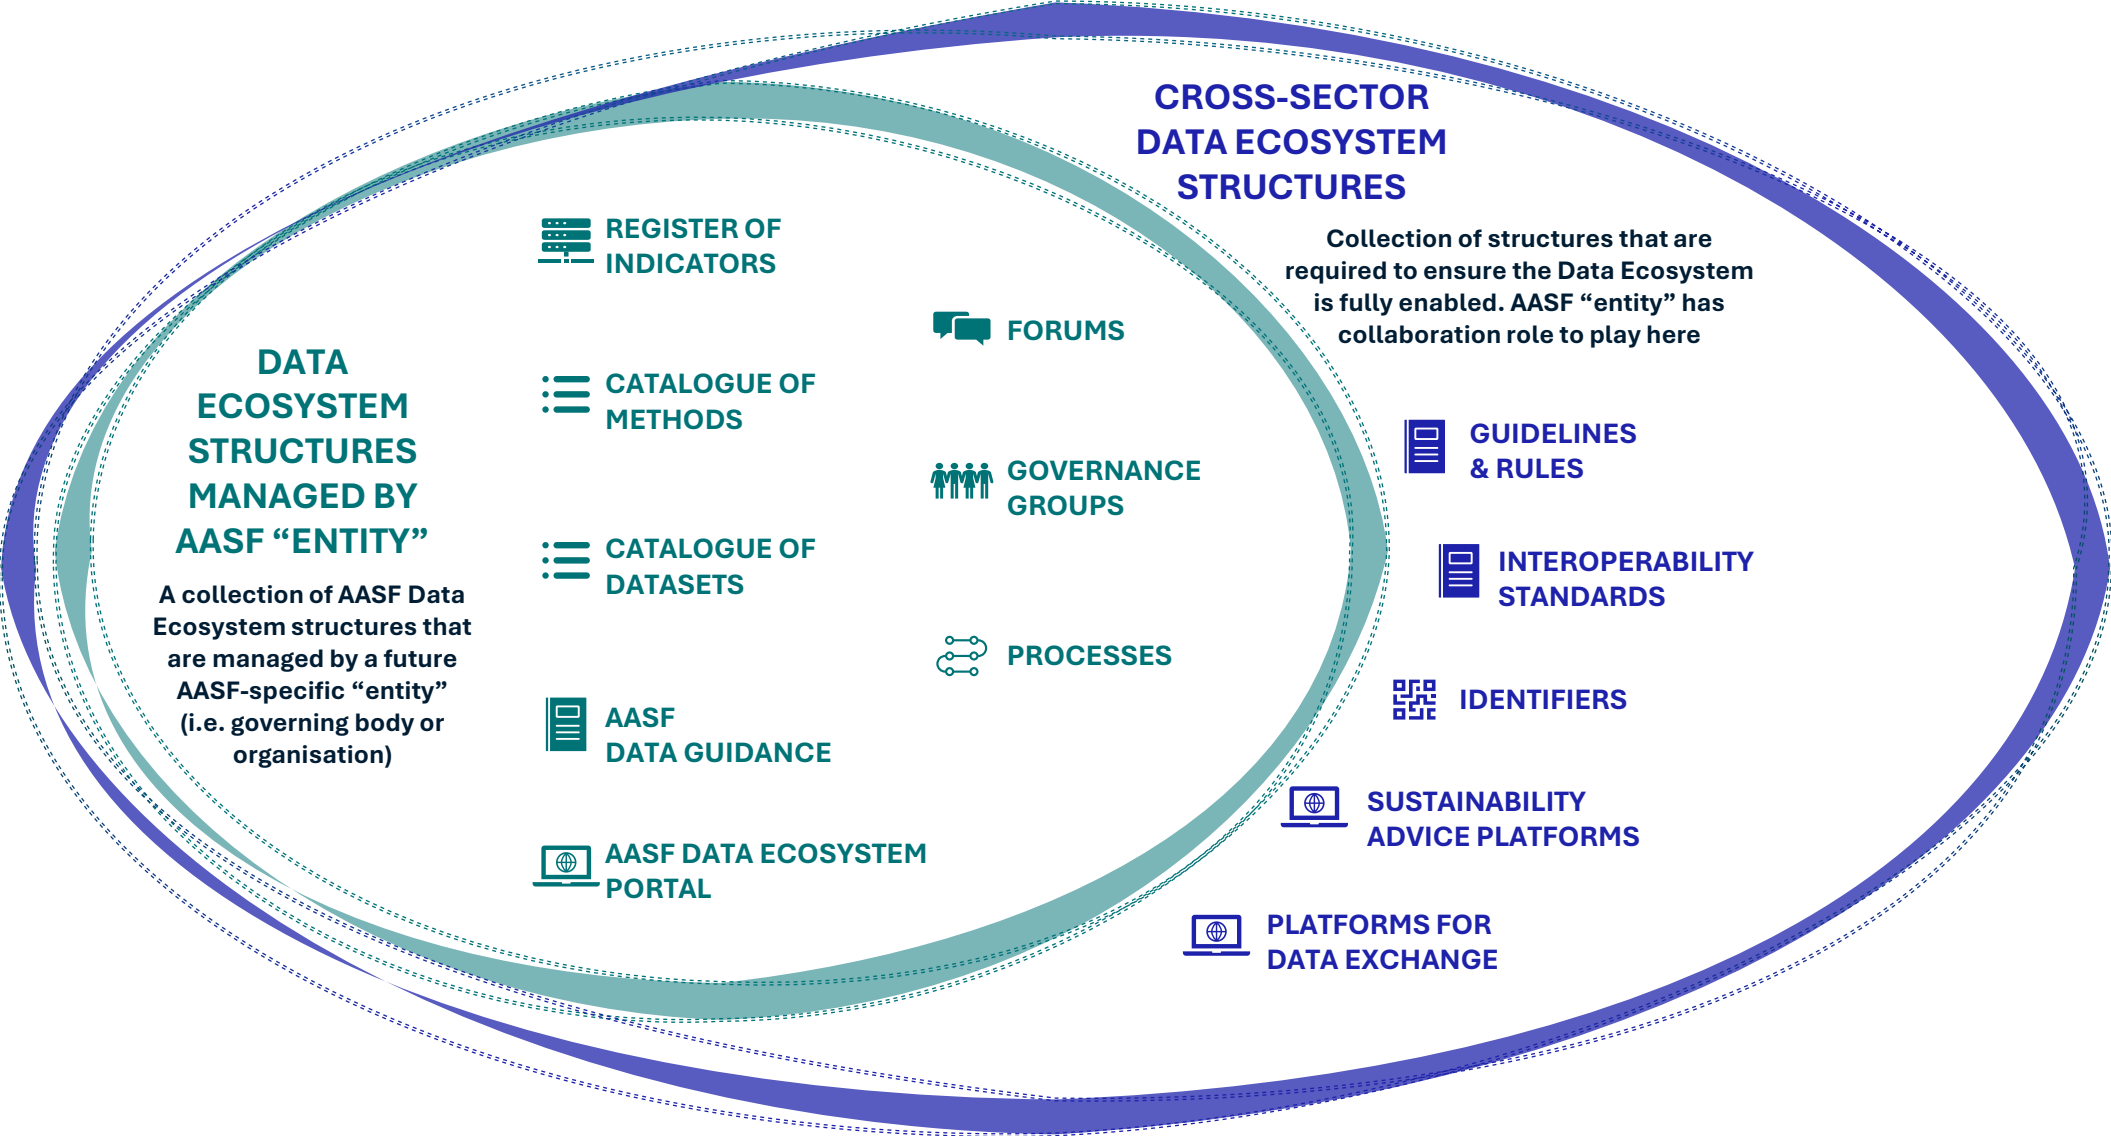 CROSS-SECTOR
DATA ECOSYSTEM
STRUCTURES
Collection of structures that are
required to ensure the Data Ecosystem
is fully enabled. AASF “entity” has
collaboration role to play here
DATA
ECOSYSTEM
STRUCTURES
MANAGED BY
AASF “ENTITY”
A collection of AASF Data
Ecosystem structures that
are managed by a future
AASF-specific “entity”
(i.e. governing body or
organisation)
REGISTER OF
INDICATORS
CATALOGUE OF
METHODS
CATALOGUE OF
DATASETS
AASF
DATA GUIDANCE
AASF DATA ECOSYSTEM
PORTAL
FORUMS
GOVERNANCE
GROUPS
PROCESSES
GUIDELINES
& RULES
INTEROPERABILITY
STANDARDS
IDENTIFIERS
SUSTAINABILITY
ADVICE PLATFORMS
PLATFORMS FOR
DATA EXCHANGE